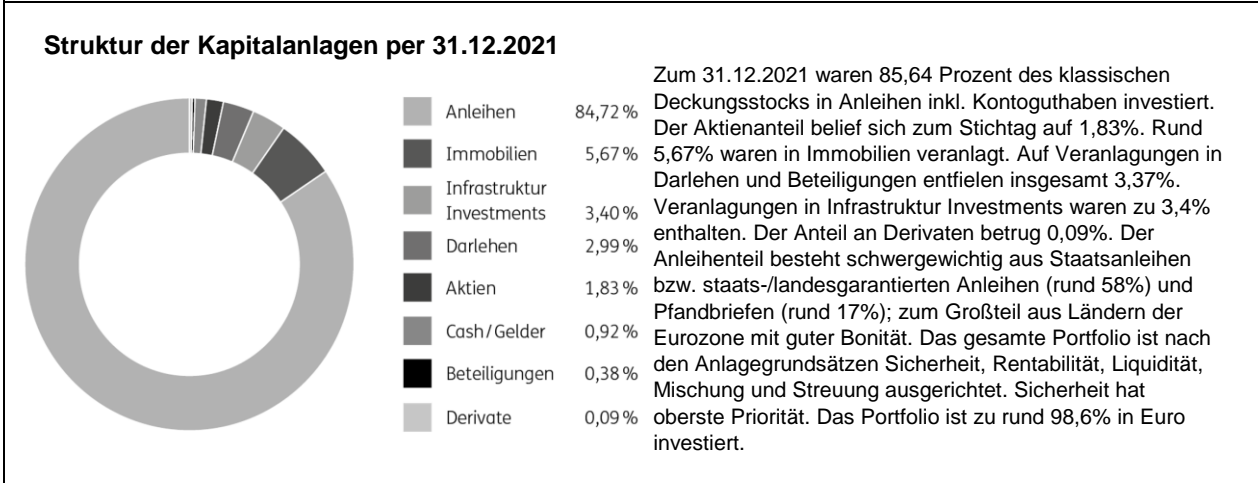 Struktur der Kapitalanlagen per 31.12.2021
Anleihen 84,72 %
Immobilien 5,67 %
Infrastruktur
Investments 3,40 %
Darlehen 2,99 %
Aktien 1,83 %
Cash/Gelder 0,92 %
Beteiligungen 0,38 %
Derivate 0,09 %
Zum 31.12.2021 waren 85,64 Prozent des klassischen
Deckungsstocks in Anleihen inkl. Kontoguthaben investiert.
Der Aktienanteil belief sich zum Stichtag auf 1,83%. Rund
5,67% waren in Immobilien veranlagt. Auf Veranlagungen in
Darlehen und Beteiligungen entfielen insgesamt 3,37%.
Veranlagungen in Infrastruktur Investments waren zu 3,4%
enthalten. Der Anteil an Derivaten betrug 0,09%. Der
Anleihenteil besteht schwergewichtig aus Staatsanleihen
bzw. staats-/landesgarantierten Anleihen (rund 58%) und
Pfandbriefen (rund 17%); zum Großteil aus Ländern der
Eurozone mit guter Bonität. Das gesamte Portfolio ist nach
den Anlagegrundsätzen Sicherheit, Rentabilität, Liquidität,
Mischung und Streuung ausgerichtet. Sicherheit hat
oberste Priorität. Das Portfolio ist zu rund 98,6% in Euro
investiert.